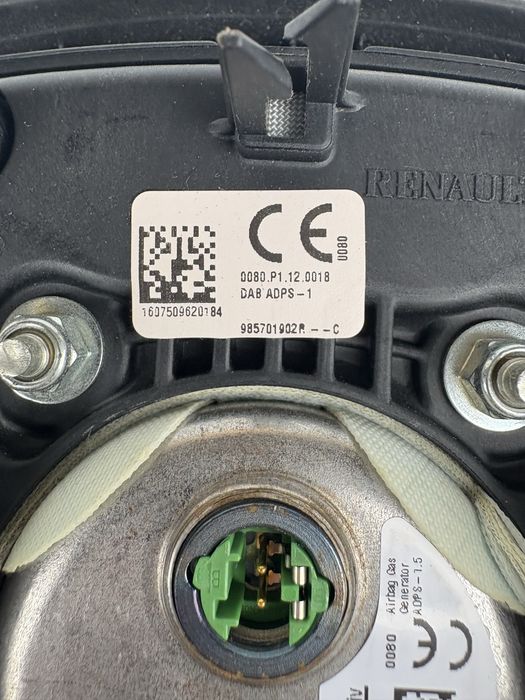 RENAULT
CE
0080
0080.P1.12.0018
DAB ADPS-1
1607509620184
985701902R--C
Airbag Gas
Generator
ADPS-1.5
0080
CE